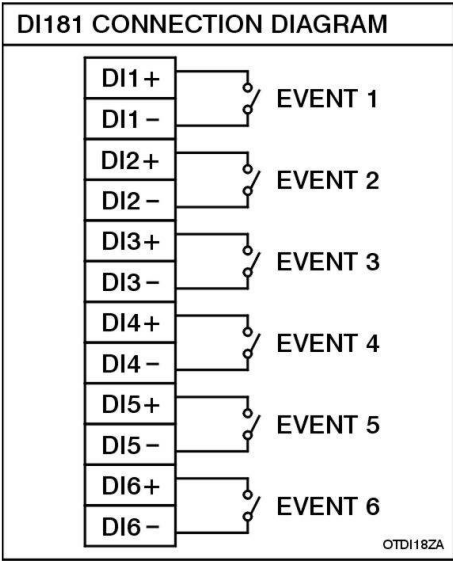 DI181 CONNECTION DIAGRAM
DI1+
EVENT 1
DI1−
DI2+
EVENT 2
DI2−
DI3+
EVENT 3
DI3−
DI4+
EVENT 4
DI4−
DI5+
EVENT 5
DI5−
DI6+
EVENT 6
DI6−
OTDI18ZA